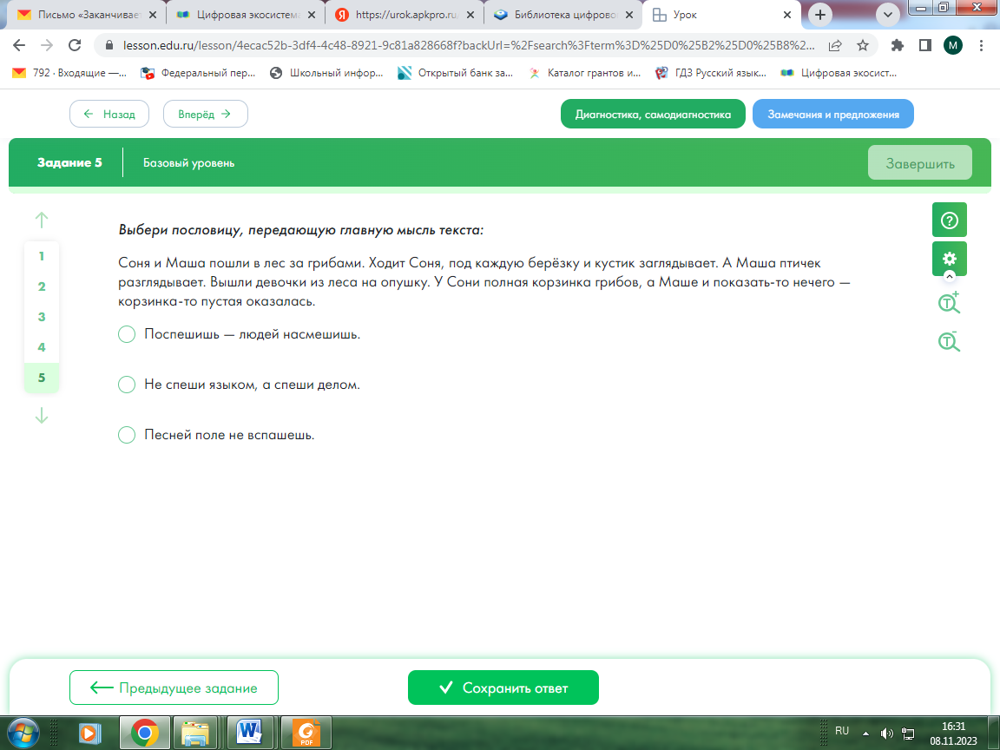 Письмо «Заканчивает
Цифровая экосистема
https://urok.apkpro.ru
Библиотека цифрово
Урок
lesson.edu.ru/lesson/4ecac52b-3df4-4c48-8921-9c81a828668f?backUrl=%2Fsearch%3Fterm%3D%25D0%25B2%25D0%25B8%2...
M
792 · Входящие —...
Федеральный пер...
Школьный инфор...
Открытый банк за...
Каталог грантов и...
ГДЗ Русский язык...
Цифровая экосист...
Назад
Вперёд
Диагностика, самодиагностика
Замечания и предложения
Задание 5
Базовый уровень
Завершить
1
2
3
4
5
Выбери пословицу, передающую главную мысль текста:
Соня и Маша пошли в лес за грибами. Ходит Соня, под каждую берёзку и кустик заглядывает. А Маша птичек
разглядывает. Вышли девочки из леса на опушку. У Сони полная корзинка грибов, а Маше и показать-то нечего —
корзинка-то пустая оказалась.
Поспешишь — людей насмешишь.
Не спеши языком, а спеши делом.
Песней поле не вспашешь.
Предыдущее задание
Сохранить ответ
PDF
RU
16:31
08.11.2023